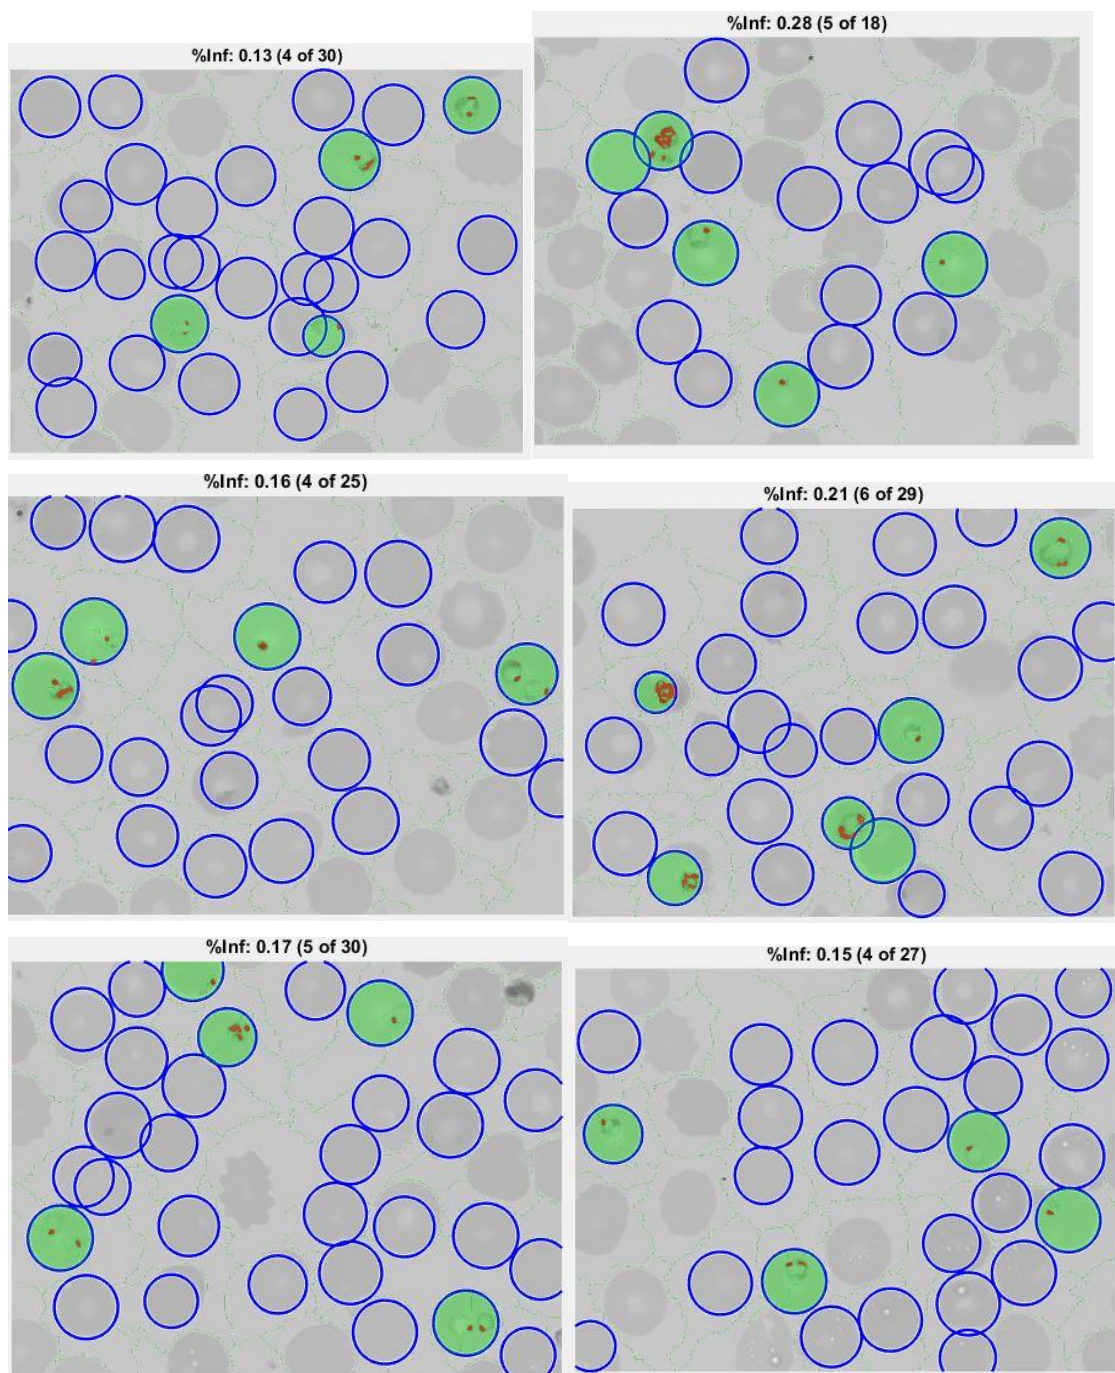 %Inf: 0.13 (4 of 30)
%Inf: 0.28 (5 of 18)
%Inf: 0.16 (4 of 25)
%Inf: 0.21 (6 of 29)
%Inf: 0.17 (5 of 30)
%Inf: 0.15 (4 of 27)